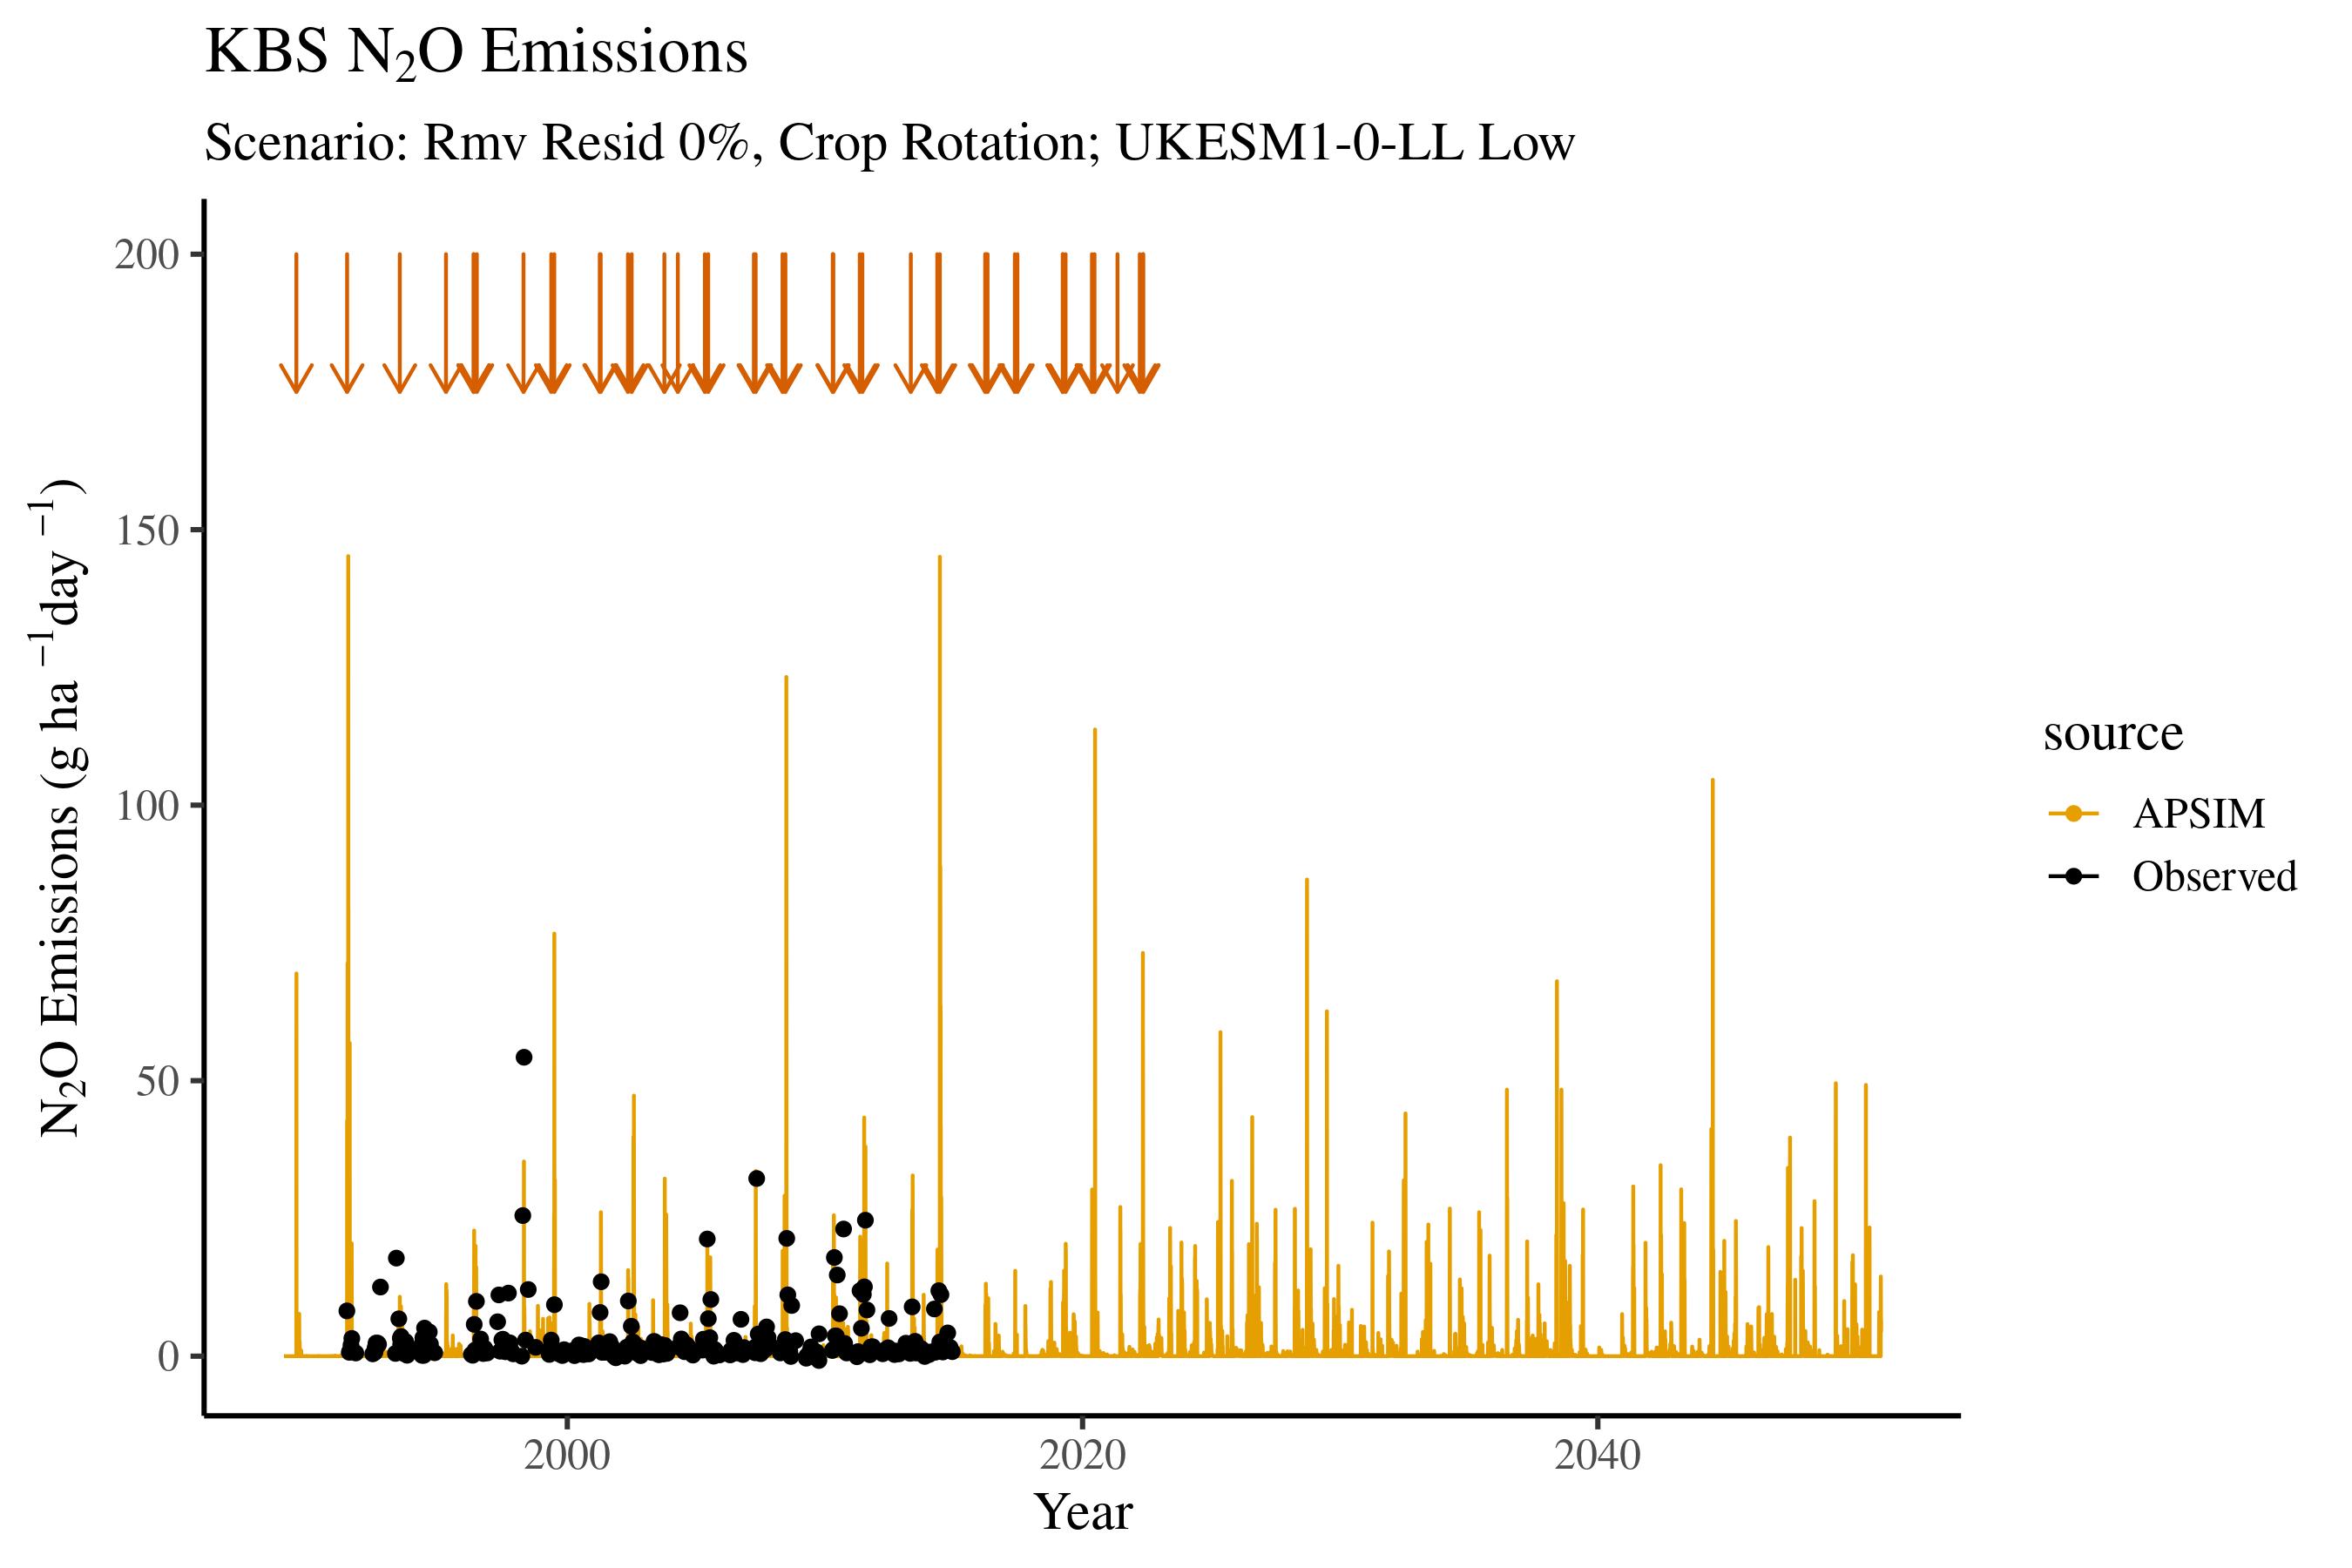 KBS N₂O Emissions
Scenario: Rmv Resid 0%, Crop Rotation; UKESM1-0-LL Low
N₂O Emissions (g ha ⁻¹day ⁻¹)
200
150
100
50
0
2000
2020
2040
Year
source
APSIM
Observed